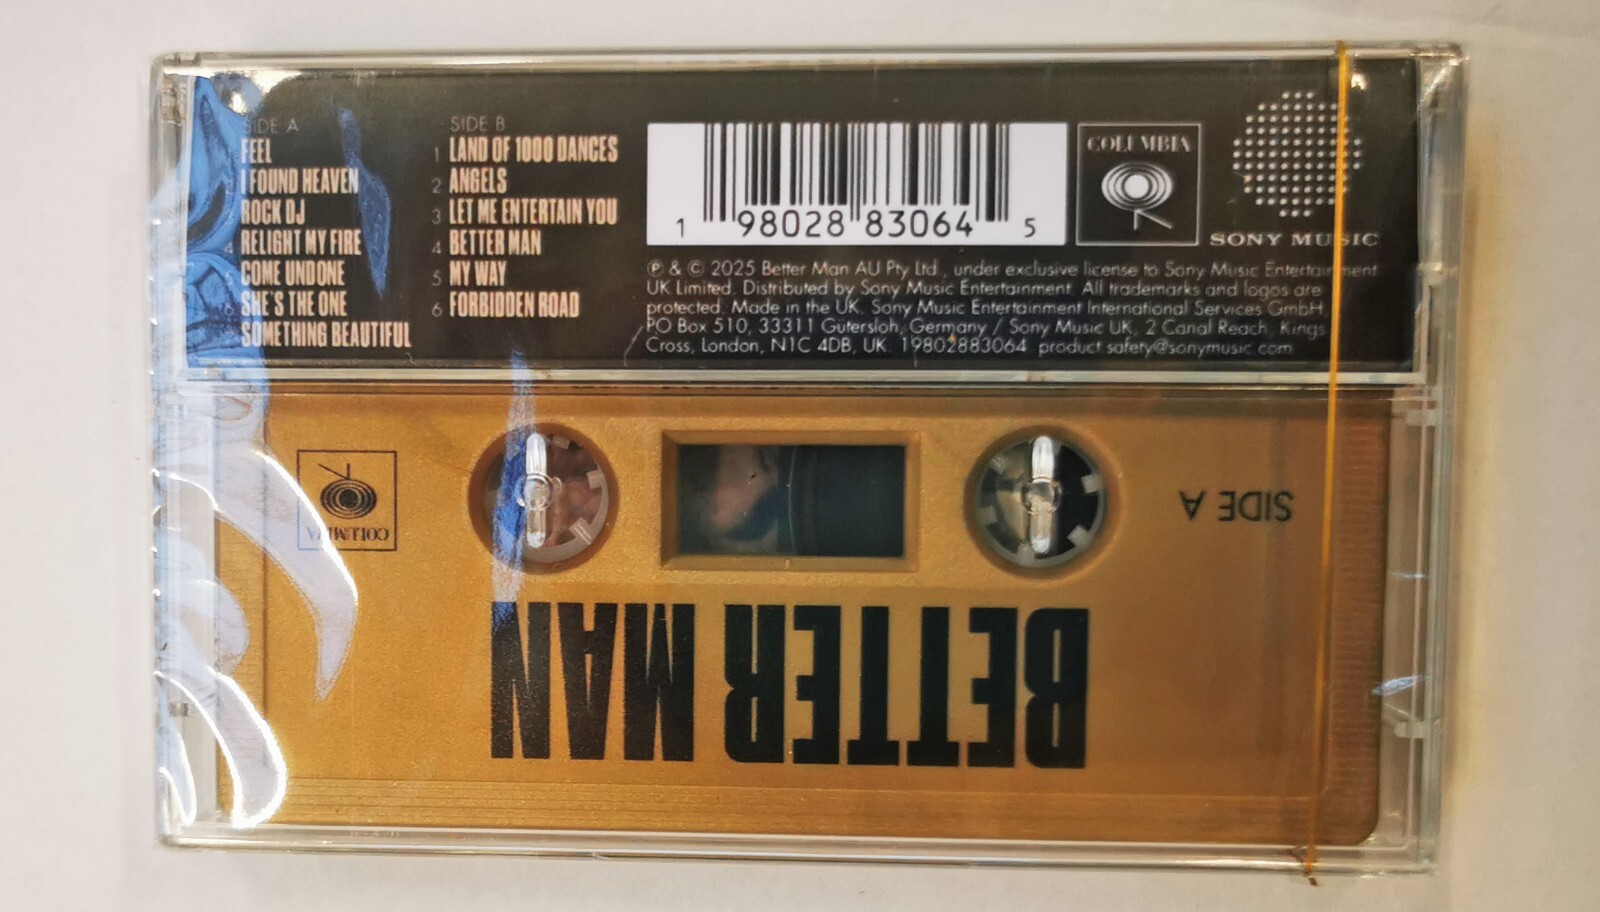 SIDE A
FEEL
I FOUND HEAVEN
ROCK DJ
4 RELIGHT MY FIRE
5 COME UNDONE
6 SHE'S THE ONE
SOMETHING BEAUTIFUL
SIDE B
1 LAND OF 1000 DANCES
2 ANGELS
3 LET ME ENTERTAIN YOU
4 BETTER MAN
5 MY WAY
6 FORBIDDEN ROAD
1 98028 83064 5
COLUMBIA
SONY MUSIC
℗ & © 2025 Better Man AU Pty Ltd., under exclusive license to Sony Music Entertainment
UK Limited. Distributed by Sony Music Entertainment. All trademarks and logos are
protected. Made in the UK. Sony Music Entertainment International Services GmbH,
PO Box 510, 33311 Gütersloh, Germany / Sony Music UK, 2 Canal Reach, Kings
Cross, London, N1C 4DB, UK 19802883064 product.safety@sonymusic.com
COLUMBIA
SIDE A
BETTER MAN